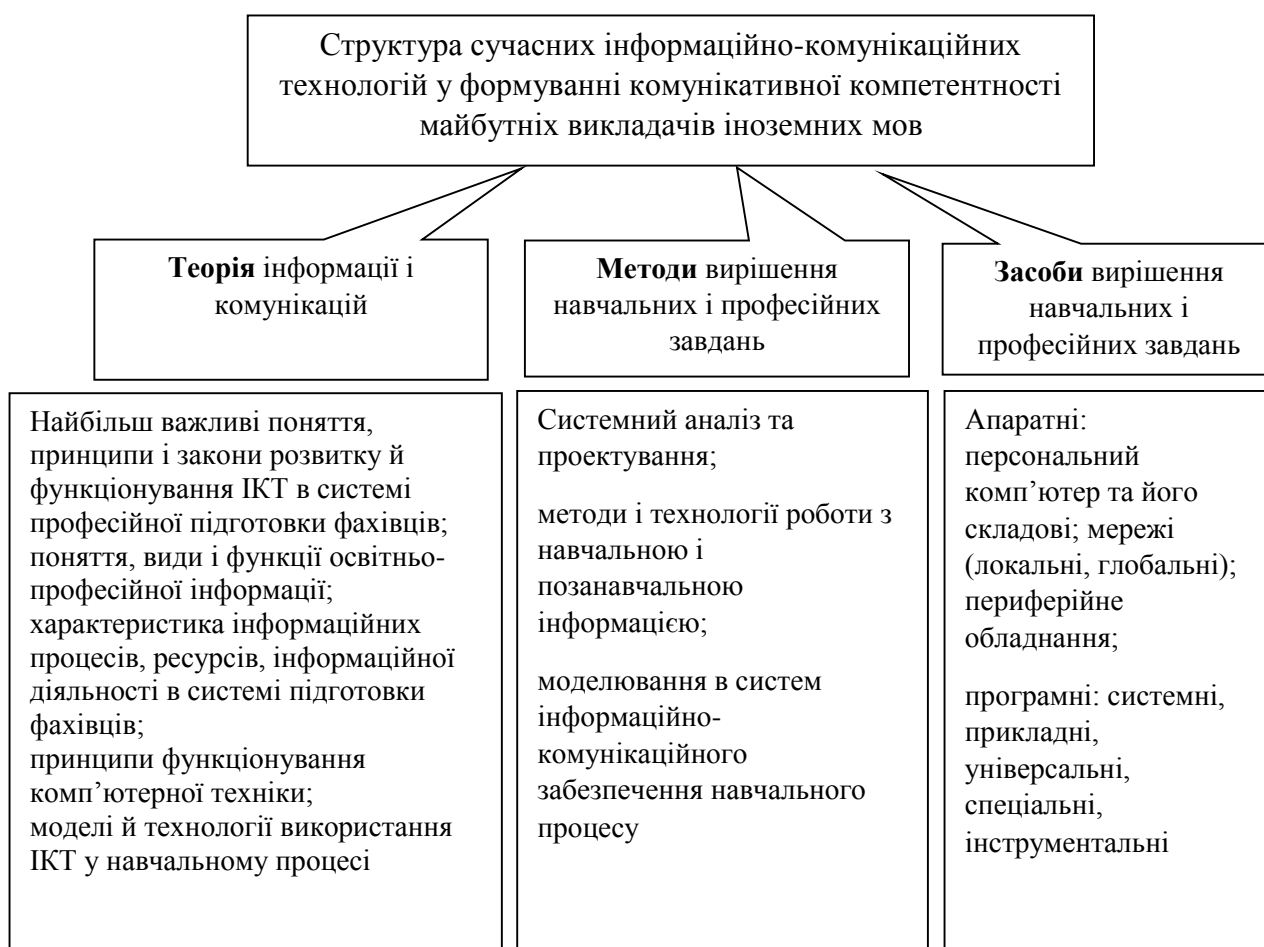 Структура сучасних інформаційно-комунікаційних
технологій у формуванні комунікативної компетентності
майбутніх викладачів іноземних мов
Теорія інформації і
комунікацій
Методи вирішення
навчальних і професійних
завдань
Засоби вирішення
навчальних і
професійних завдань
Найбільш важливі поняття,
принципи і закони розвитку й
функціонування ІКТ в системі
професійної підготовки фахівців;
поняття, види і функції освітньо-
професійної інформації;
характеристика інформаційних
процесів, ресурсів, інформаційної
діяльності в системі підготовки
фахівців;
принципи функціонування
комп’ютерної техніки;
моделі й технології використання
ІКТ у навчальному процесі
Системний аналіз та
проектування;
методи і технології роботи з
навчальною і
позанавчальною
інформацією;
моделювання в систем
інформаційно-
комунікаційного
забезпечення навчального
процесу
Апаратні:
персональний
комп’ютер та його
складові; мережі
(локальні, глобальні);
периферійне
обладнання;
програмні: системні,
прикладні,
універсальні,
спеціальні,
інструментальні